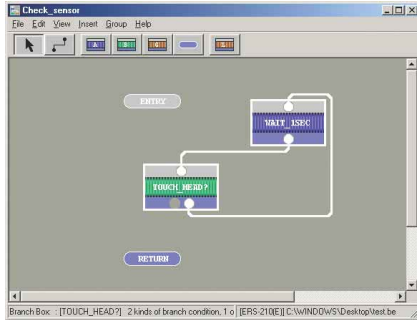 Check_sensor
File Edit View Insert Group Help
A B C S
ENTRY
WAIT_1SEC
TOUCH_HEAD?
RETURN
Branch Box : [TOUCH_HEAD?] 2 kinds of branch condition, 1 o [ERS-210(E)] C:\WINDOWS\Desktop\test.be